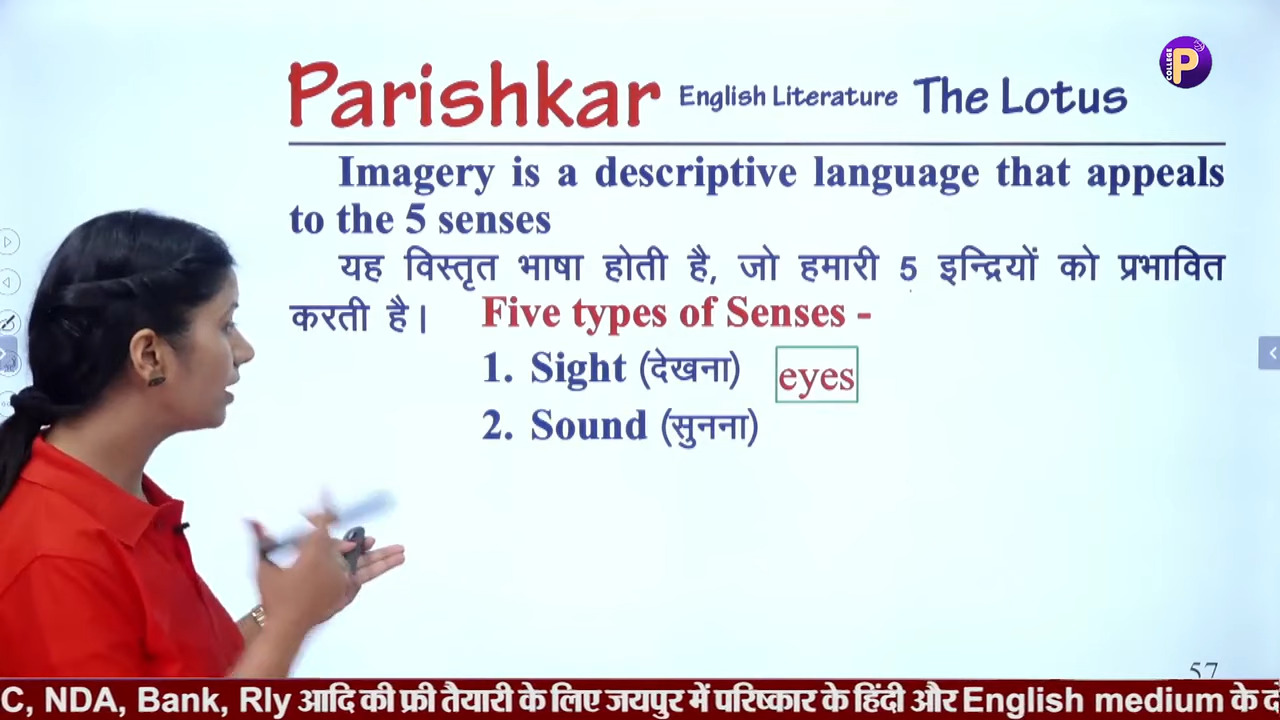 Parishkar English Literature The Lotus
COLLEGE P
Imagery is a descriptive language that appeals
to the 5 senses
यह विस्तृत भाषा होती है, जो हमारी 5 इन्द्रियों को प्रभावित
करती है। Five types of Senses -
1. Sight (देखना) eyes
2. Sound (सुनना)
57
C, NDA, Bank, Rly आदि की फ्री तैयारी के लिए जयपुर में परिष्कार के हिंदी और English medium के